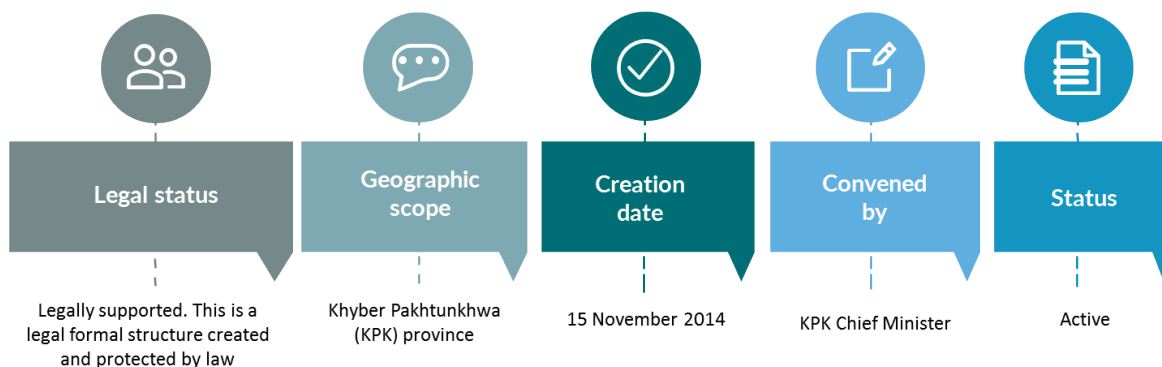 Legal status
Geographic
scope
Creation
date
Convened
by
Status
Legally supported. This is a
legal formal structure created
and protected by law
Khyber Pakhtunkhwa
(KPK) province
15 November 2014
KPK Chief Minister
Active